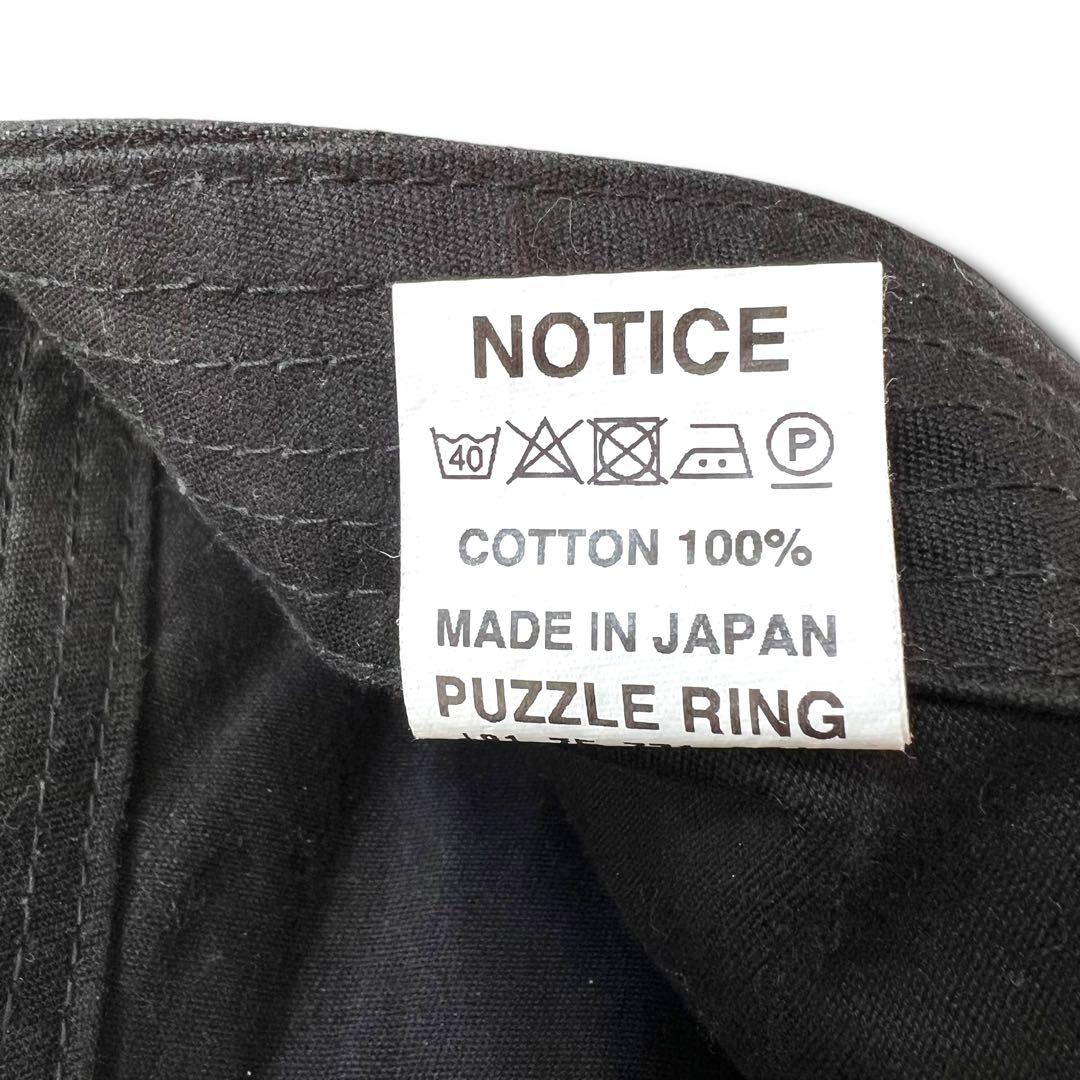 NOTICE
40 P
COTTON 100%
MADE IN JAPAN
PUZZLE RING